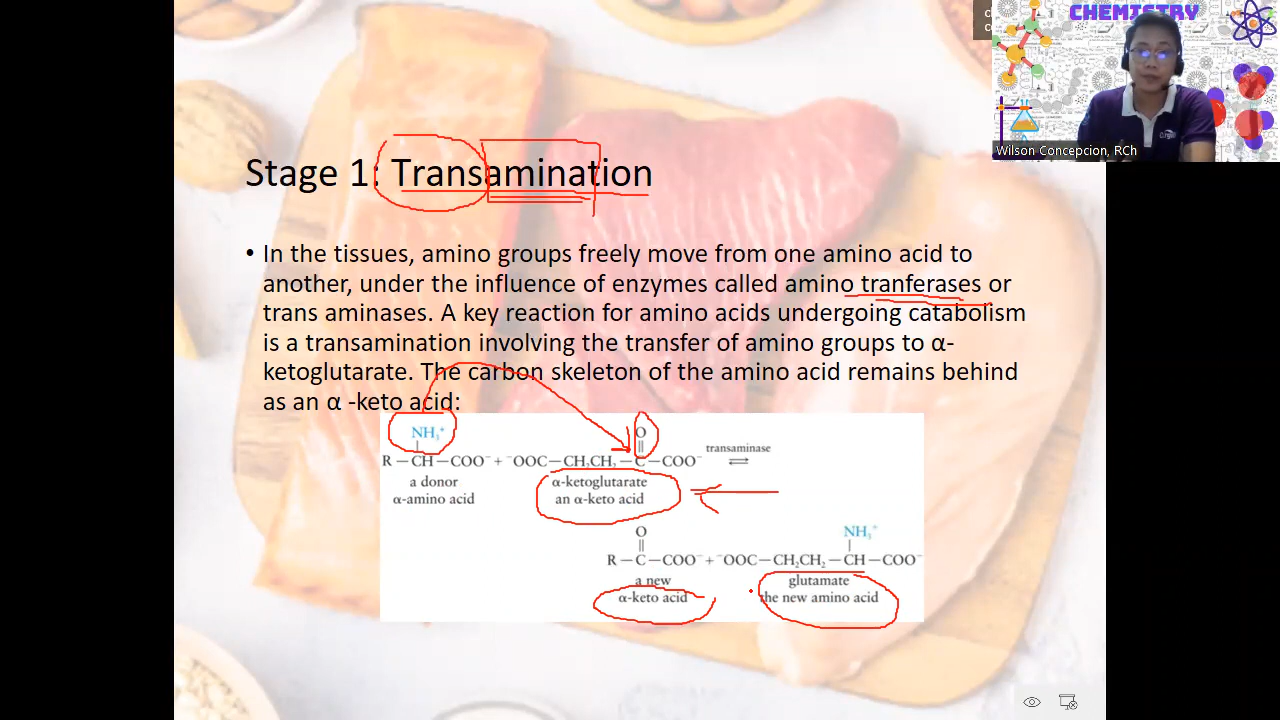 CHEMISTRY
Wilson Concepcion, RCh
Stage 1: Transamination
• In the tissues, amino groups freely move from one amino acid to
another, under the influence of enzymes called amino tranferases or
trans aminases. A key reaction for amino acids undergoing catabolism
is a transamination involving the transfer of amino groups to α-
ketoglutarate. The carbon skeleton of the amino acid remains behind
as an α -keto acid:
NH₃⁺ O
R—CH—COO⁻ + ⁻OOC—CH₂CH₂—C—COO⁻ transaminase ⇌
a donor α-ketoglutarate
α-amino acid an α-keto acid
O NH₃⁺
R—C—COO⁻ + ⁻OOC—CH₂CH₂—CH—COO⁻
a new glutamate
α-keto acid the new amino acid